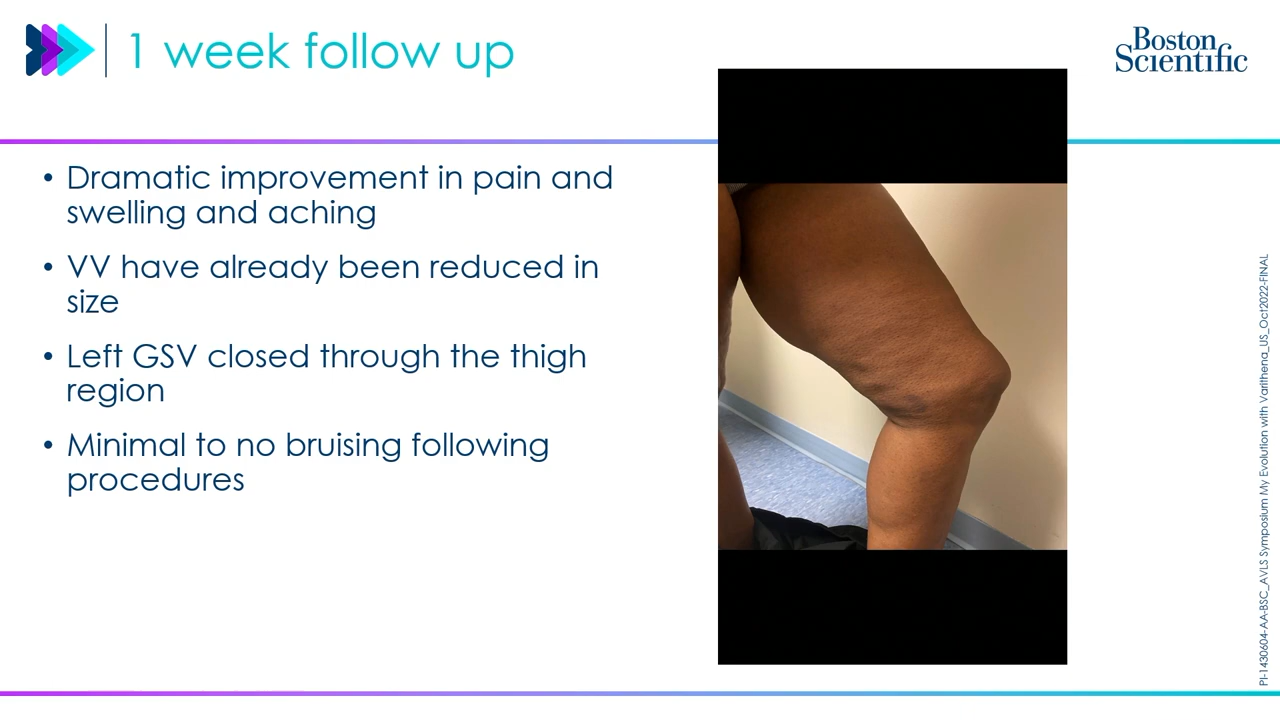 1 week follow up
Boston
Scientific
• Dramatic improvement in pain and
swelling and aching
• VV have already been reduced in
size
• Left GSV closed through the thigh
region
• Minimal to no bruising following
procedures
PI-1430604-AA-BSC_AVLS Symposium My Evolution with Varithena_US_Oct2022-FINAL